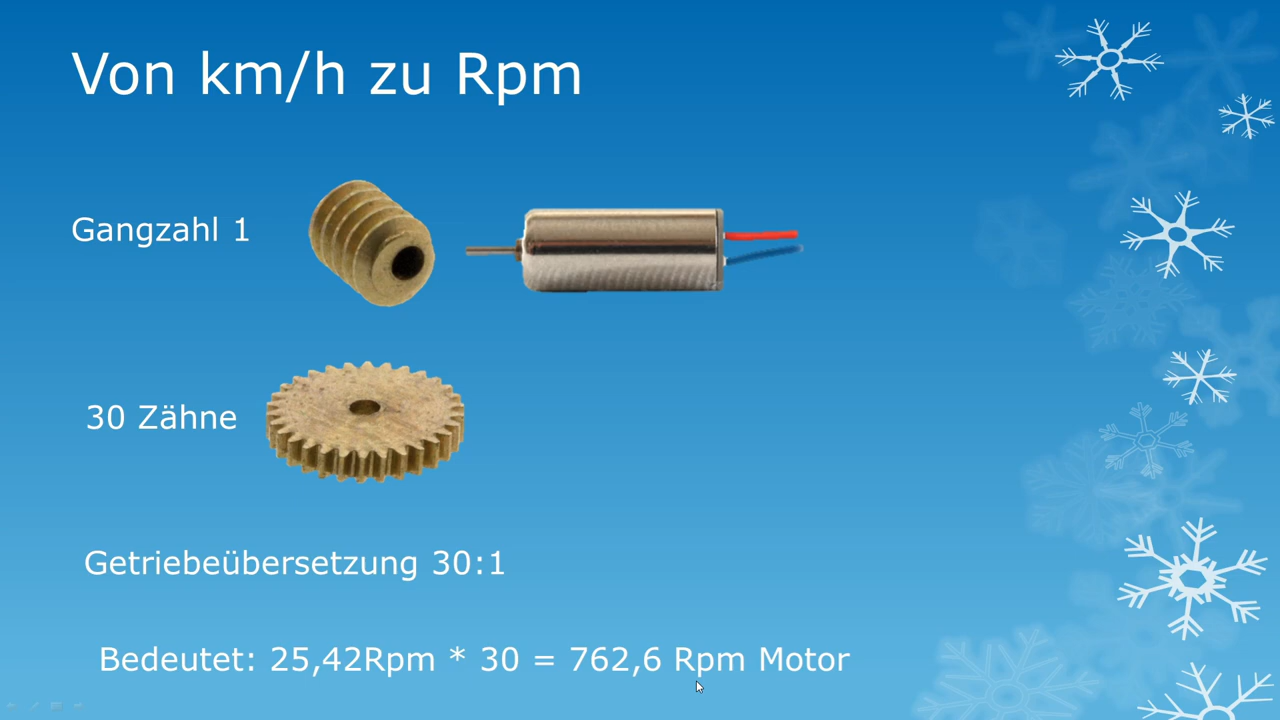 Von km/h zu Rpm
Gangzahl 1
30 Zähne
Getriebeübersetzung 30:1
Bedeutet: 25,42Rpm * 30 = 762,6 Rpm Motor